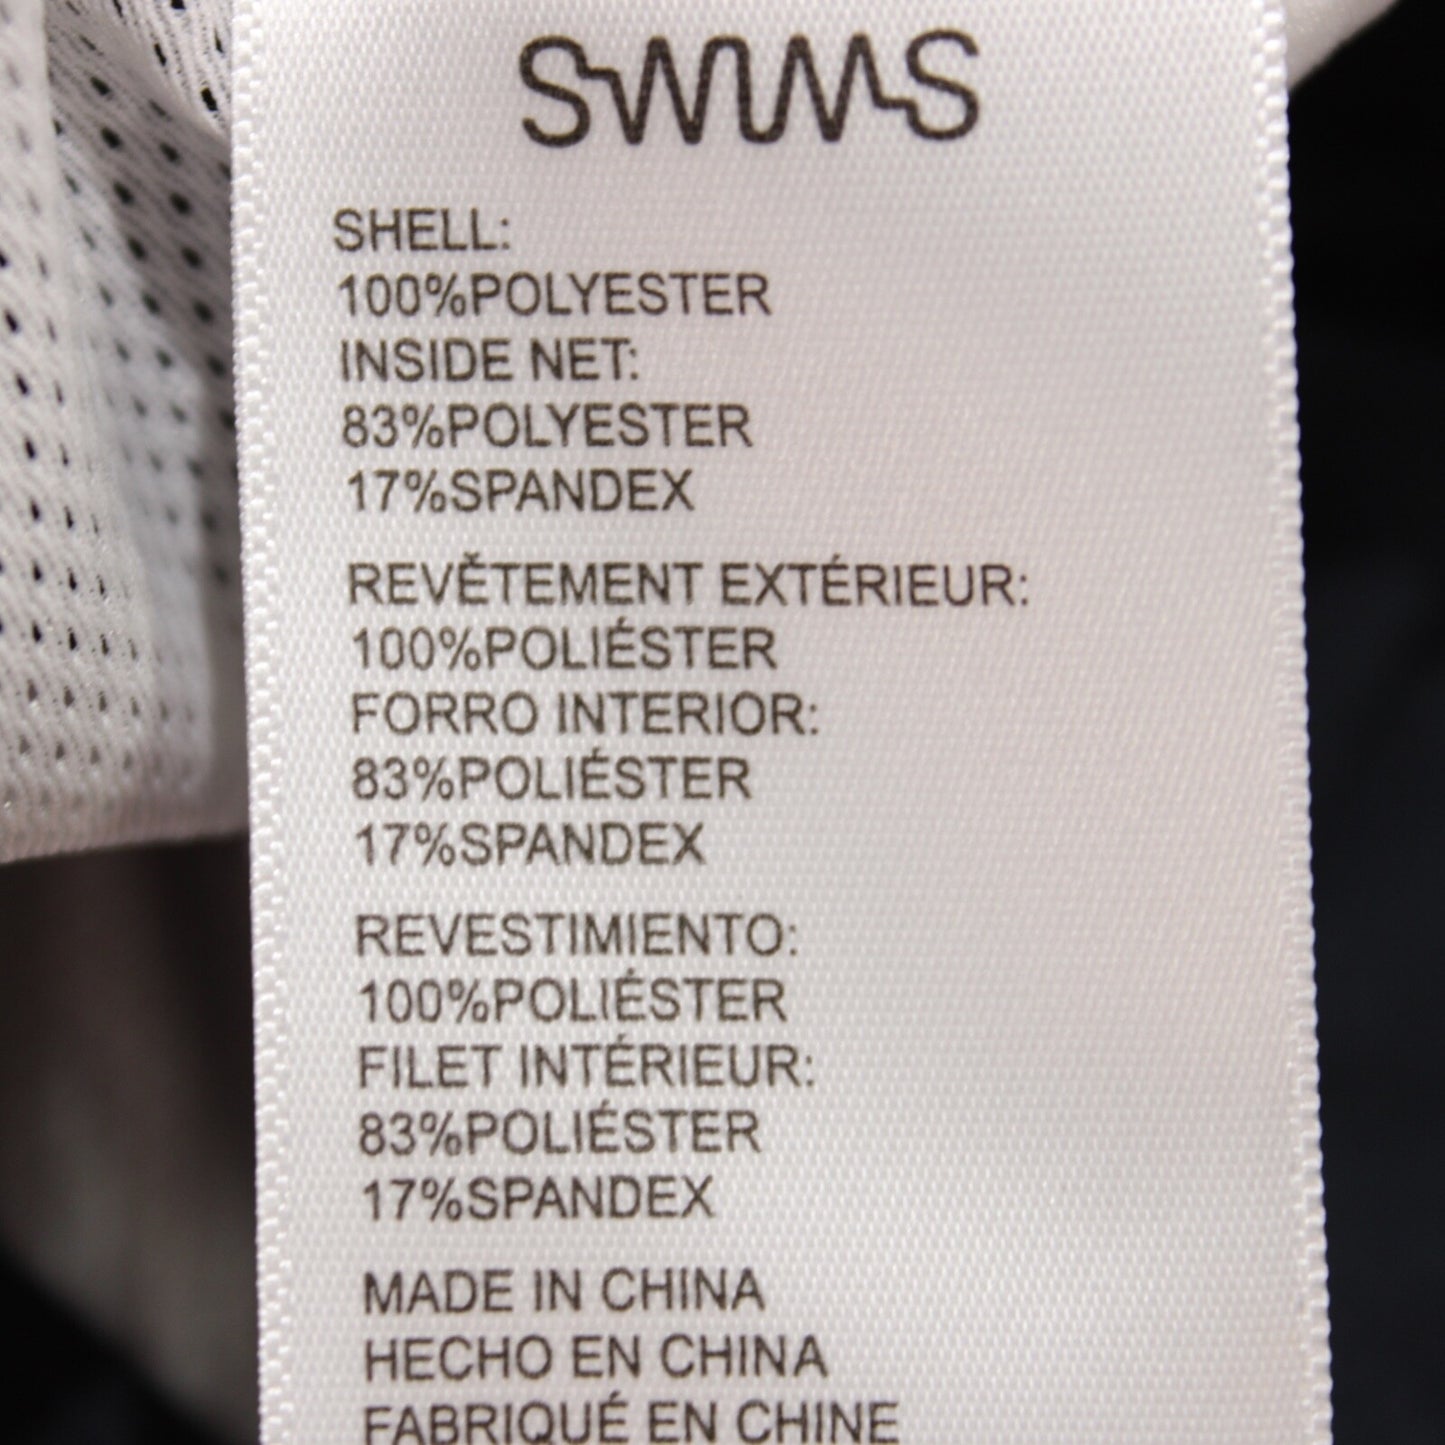 SWIMS
SHELL:
100%POLYESTER
INSIDE NET:
83%POLYESTER
17%SPANDEX
REVĚTEMENT EXTÉRIEUR:
100%POLIÉSTER
FORRO INTERIOR:
83%POLIÉSTER
17%SPANDEX
REVESTIMIENTO:
100%POLIÉSTER
FILET INTÉRIEUR:
83%POLIÉSTER
17%SPANDEX
MADE IN CHINA
HECHO EN CHINA
FABRIQUÉ EN CHINE